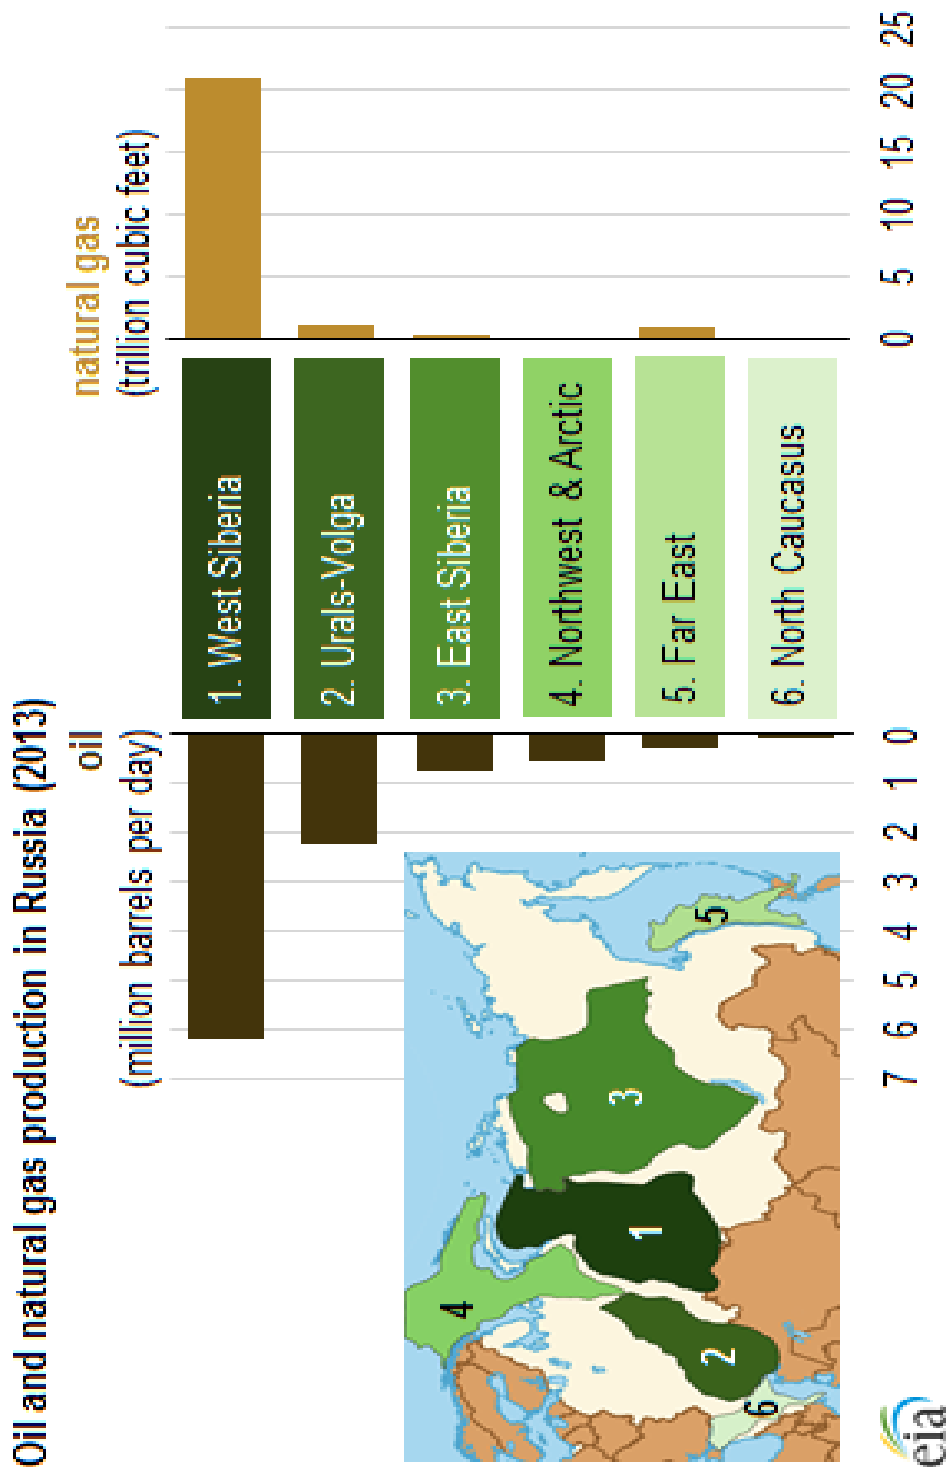 Oil and natural gas production in Russia (2013)
oil
(million barrels per day)
natural gas
(trillion cubic feet)
1. West Siberia
2. Urals-Volga
3. East Siberia
4. Northwest & Arctic
5. Far East
6. North Caucasus
7 6 5 4 3 2 1 0
0 5 10 15 20 25
4
5
3
1
2
6
eia